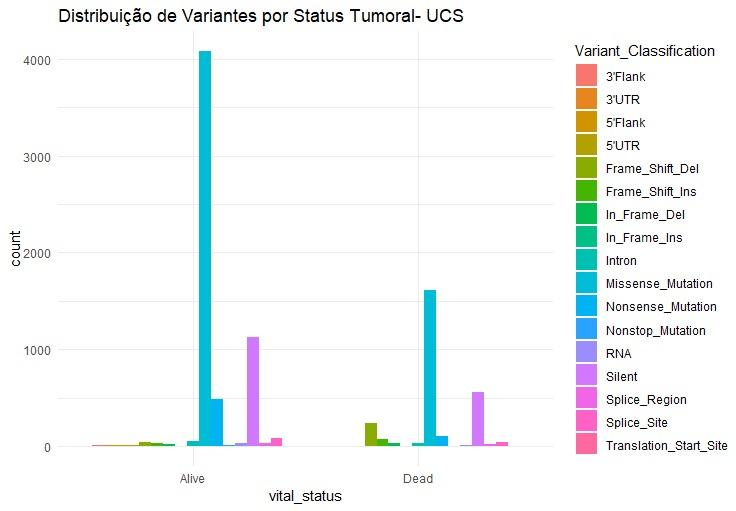 Distribuição de Variantes por Status Tumoral- UCS
count
4000
3000
2000
1000
0
Alive
Dead
vital_status
Variant_Classification
3'Flank
3'UTR
5'Flank
5'UTR
Frame_Shift_Del
Frame_Shift_Ins
In_Frame_Del
In_Frame_Ins
Intron
Missense_Mutation
Nonsense_Mutation
Nonstop_Mutation
RNA
Silent
Splice_Region
Splice_Site
Translation_Start_Site